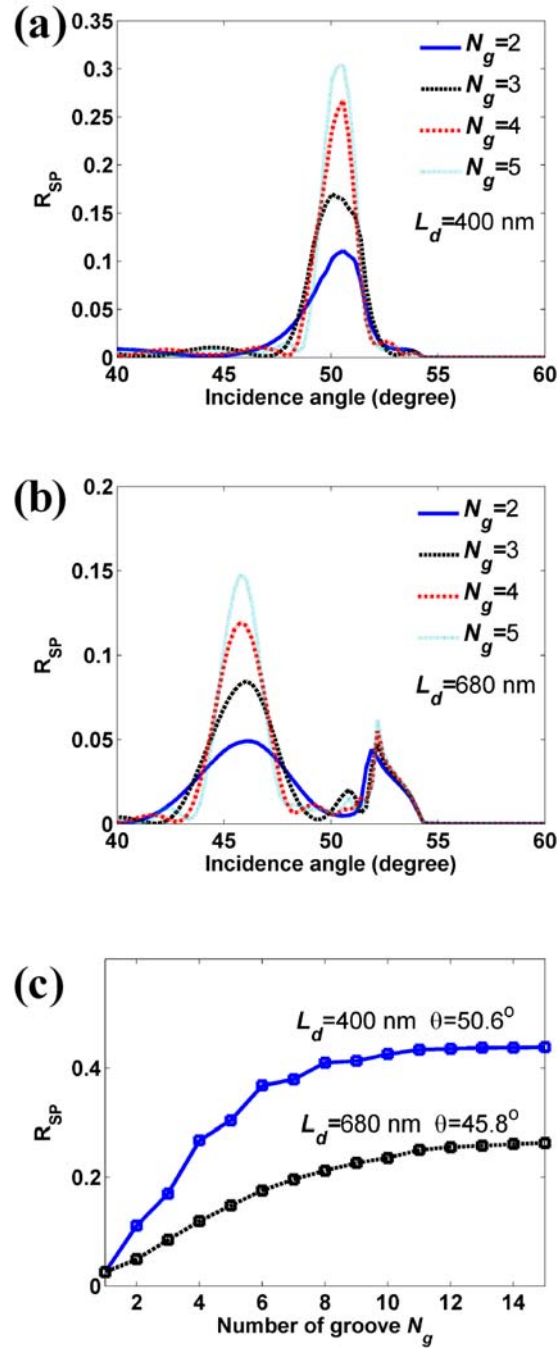 (a)
0.35
0.3
0.25
0.2
0.15
0.1
0.05
0
R_SP
N_g=2
N_g=3
N_g=4
N_g=5
L_d=400 nm
40 45 50 55 60
Incidence angle (degree)
(b)
0.2
0.15
0.1
0.05
0
R_SP
N_g=2
N_g=3
N_g=4
N_g=5
L_d=680 nm
40 45 50 55 60
Incidence angle (degree)
(c)
0.4
0.2
0
R_SP
L_d=400 nm θ=50.6°
L_d=680 nm θ=45.8°
2 4 6 8 10 12 14
Number of groove N_g